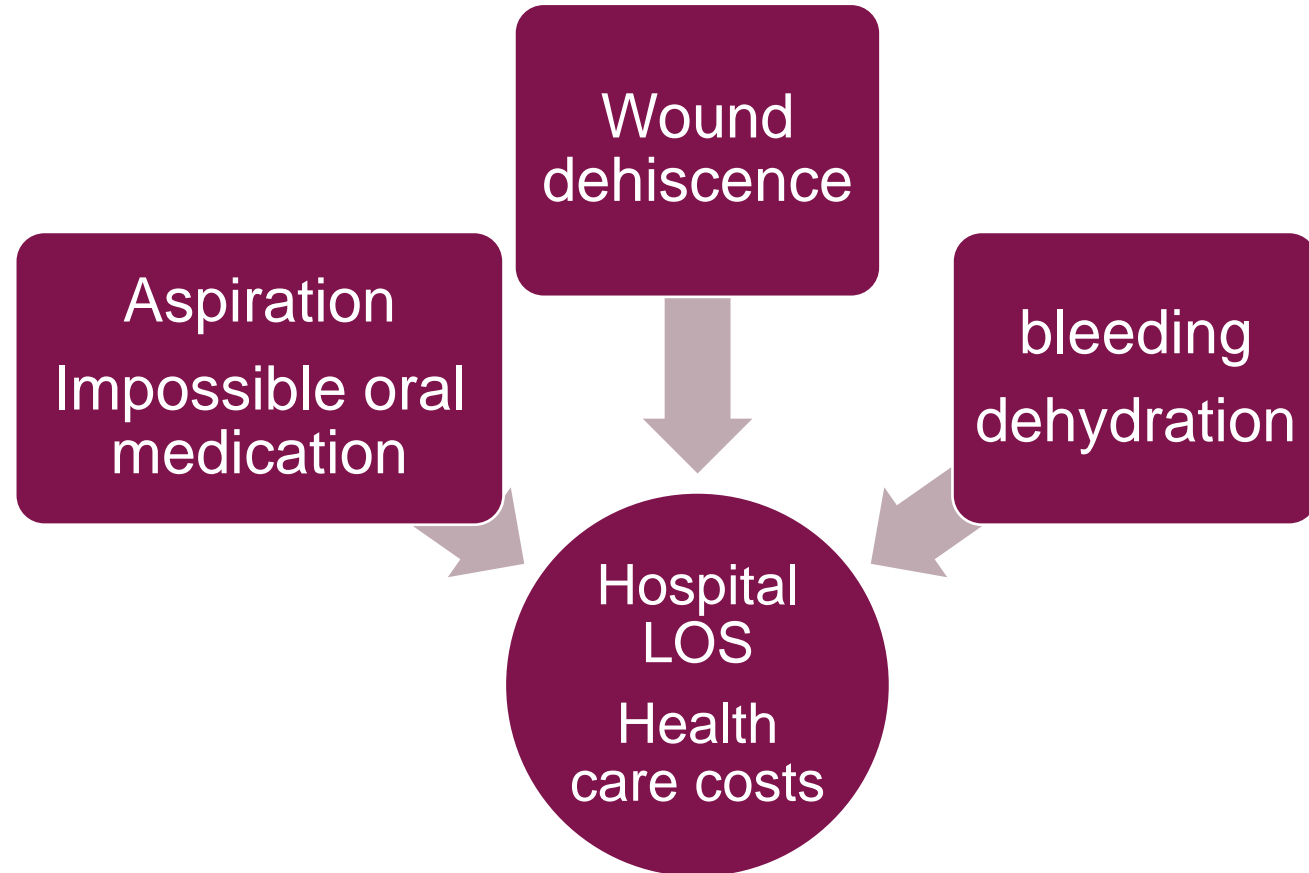 Wound
dehiscence
Aspiration
Impossible oral
medication
bleeding
dehydration
Hospital
LOS
Health
care costs